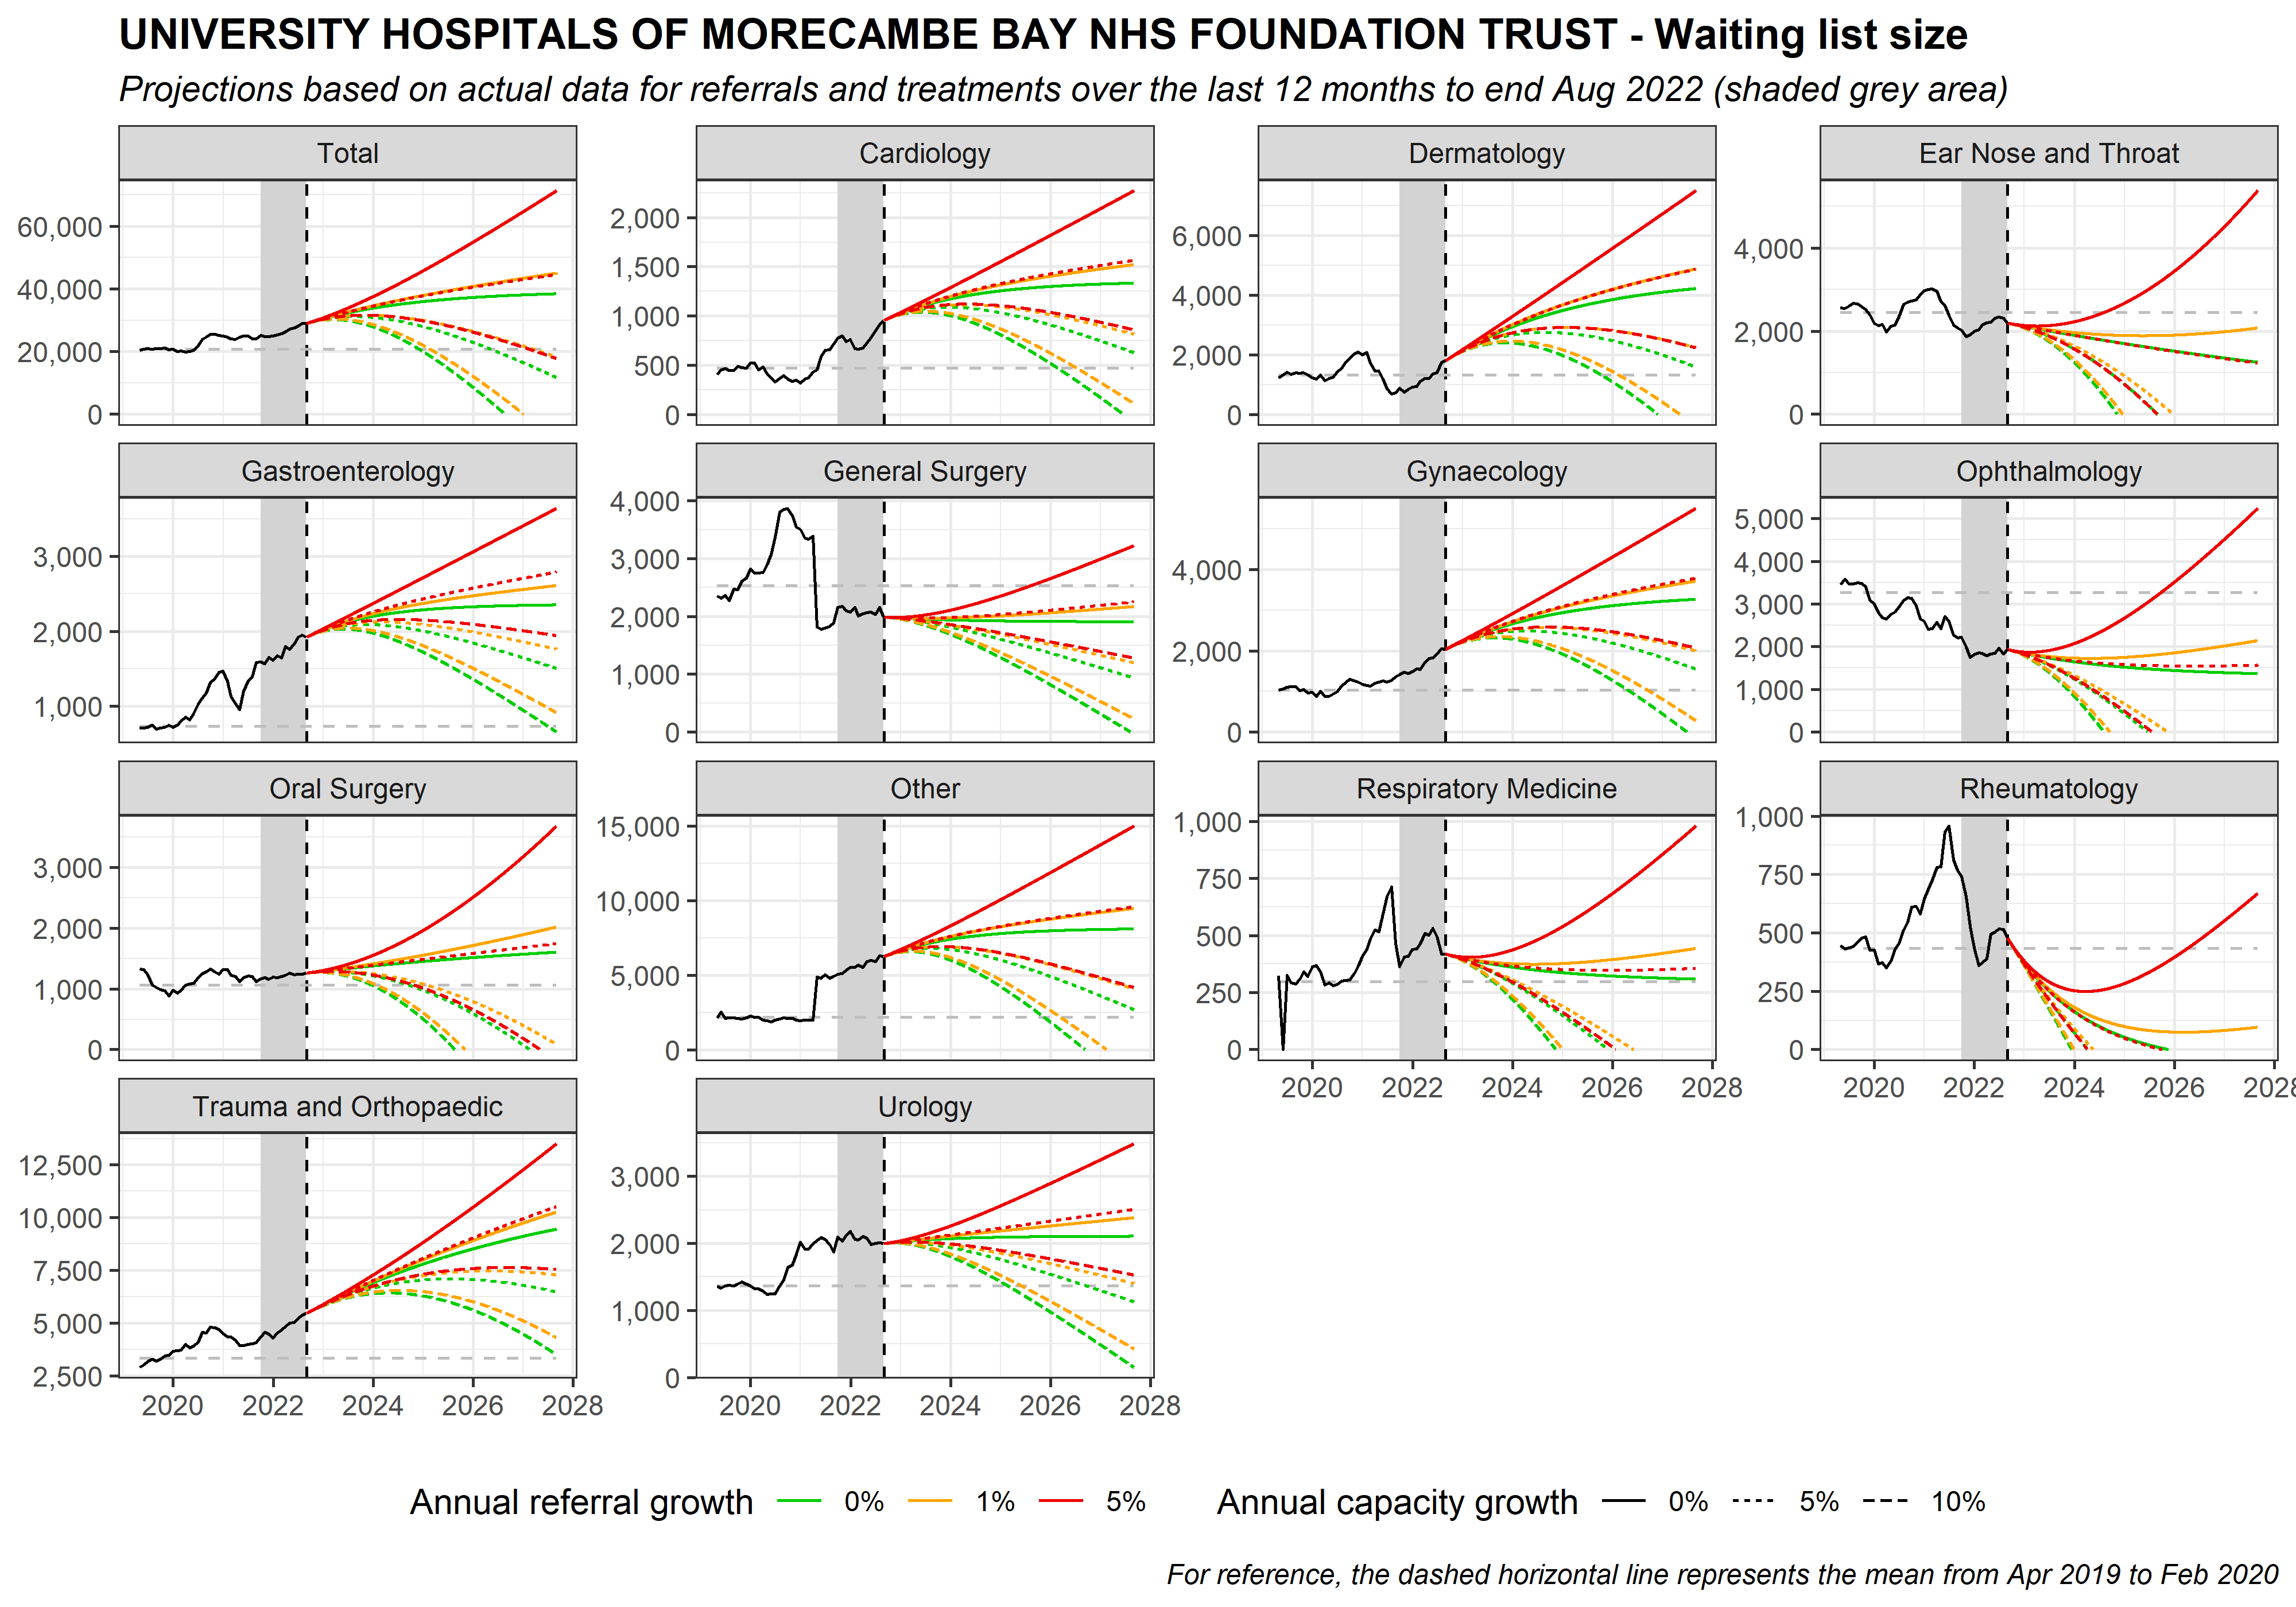 UNIVERSITY HOSPITALS OF MORECAMBE BAY NHS FOUNDATION TRUST - Waiting list size
Projections based on actual data for referrals and treatments over the last 12 months to end Aug 2022 (shaded grey area)
Total
Cardiology
Dermatology
Ear Nose and Throat
60,000
40,000
20,000
0
2,000
1,500
1,000
500
0
6,000
4,000
2,000
0
4,000
2,000
0
Gastroenterology
General Surgery
Gynaecology
Ophthalmology
3,000
2,000
1,000
4,000
3,000
2,000
1,000
0
4,000
2,000
0
5,000
4,000
3,000
2,000
1,000
0
Oral Surgery
Other
Respiratory Medicine
Rheumatology
3,000
2,000
1,000
0
15,000
10,000
5,000
0
1,000
750
500
250
0
1,000
750
500
250
0
2020 2022 2024 2026 2028
2020 2022 2024 2026 2028
Trauma and Orthopaedic
Urology
12,500
10,000
7,500
5,000
2,500
3,000
2,000
1,000
0
2020 2022 2024 2026 2028
2020 2022 2024 2026 2028
Annual referral growth 0% 1% 5%
Annual capacity growth 0% 5% 10%
For reference, the dashed horizontal line represents the mean from Apr 2019 to Feb 2020